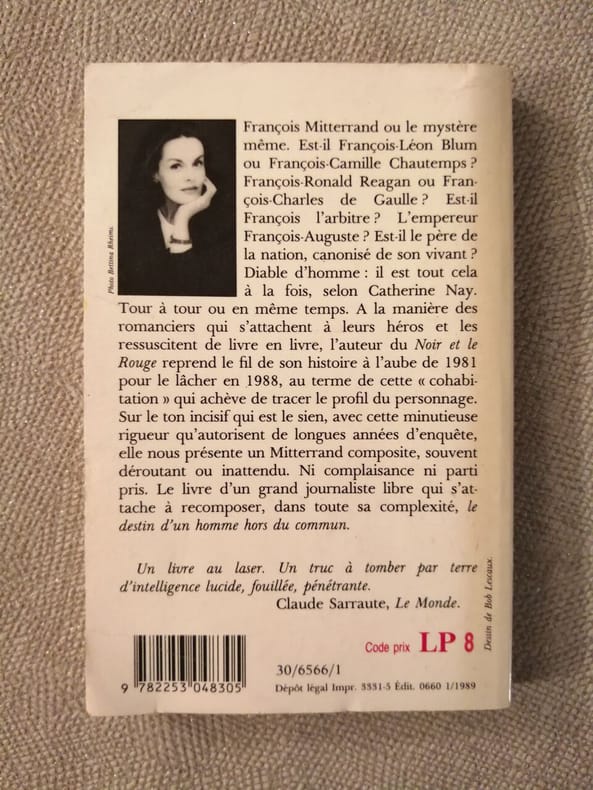 François Mitterrand ou le mystère
même. Est-il François-Léon Blum
ou François-Camille Chautemps ?
François-Ronald Reagan ou Fran-
çois-Charles de Gaulle ? Est-il
François l'arbitre ? L'empereur
François-Auguste ? Est-il le père de
la nation, canonisé de son vivant ?
Diable d'homme : il est tout cela
à la fois, selon Catherine Nay.
Photo Bettina Rheims.
Tour à tour ou en même temps. A la manière des
romanciers qui s'attachent à leurs héros et les
ressuscitent de livre en livre, l'auteur du Noir et le
Rouge reprend le fil de son histoire à l'aube de 1981
pour le lâcher en 1988, au terme de cette « cohabi-
tation » qui achève de tracer le profil du personnage.
Sur le ton incisif qui est le sien, avec cette minutieuse
rigueur qu'autorisent de longues années d'enquête,
elle nous présente un Mitterrand composite, souvent
déroutant ou inattendu. Ni complaisance ni parti
pris. Le livre d'un grand journaliste libre qui s'at-
tache à recomposer, dans toute sa complexité, le
destin d'un homme hors du commun.
Un livre au laser. Un truc à tomber par terre
d'intelligence lucide, fouillée, pénétrante.
Claude Sarraute, Le Monde.
Dessin de Bob Lescaux.
Code prix LP 8
30/6566/1
9 782253 048305
Dépôt légal Impr. 3331-5 Édit. 0660 1/1989